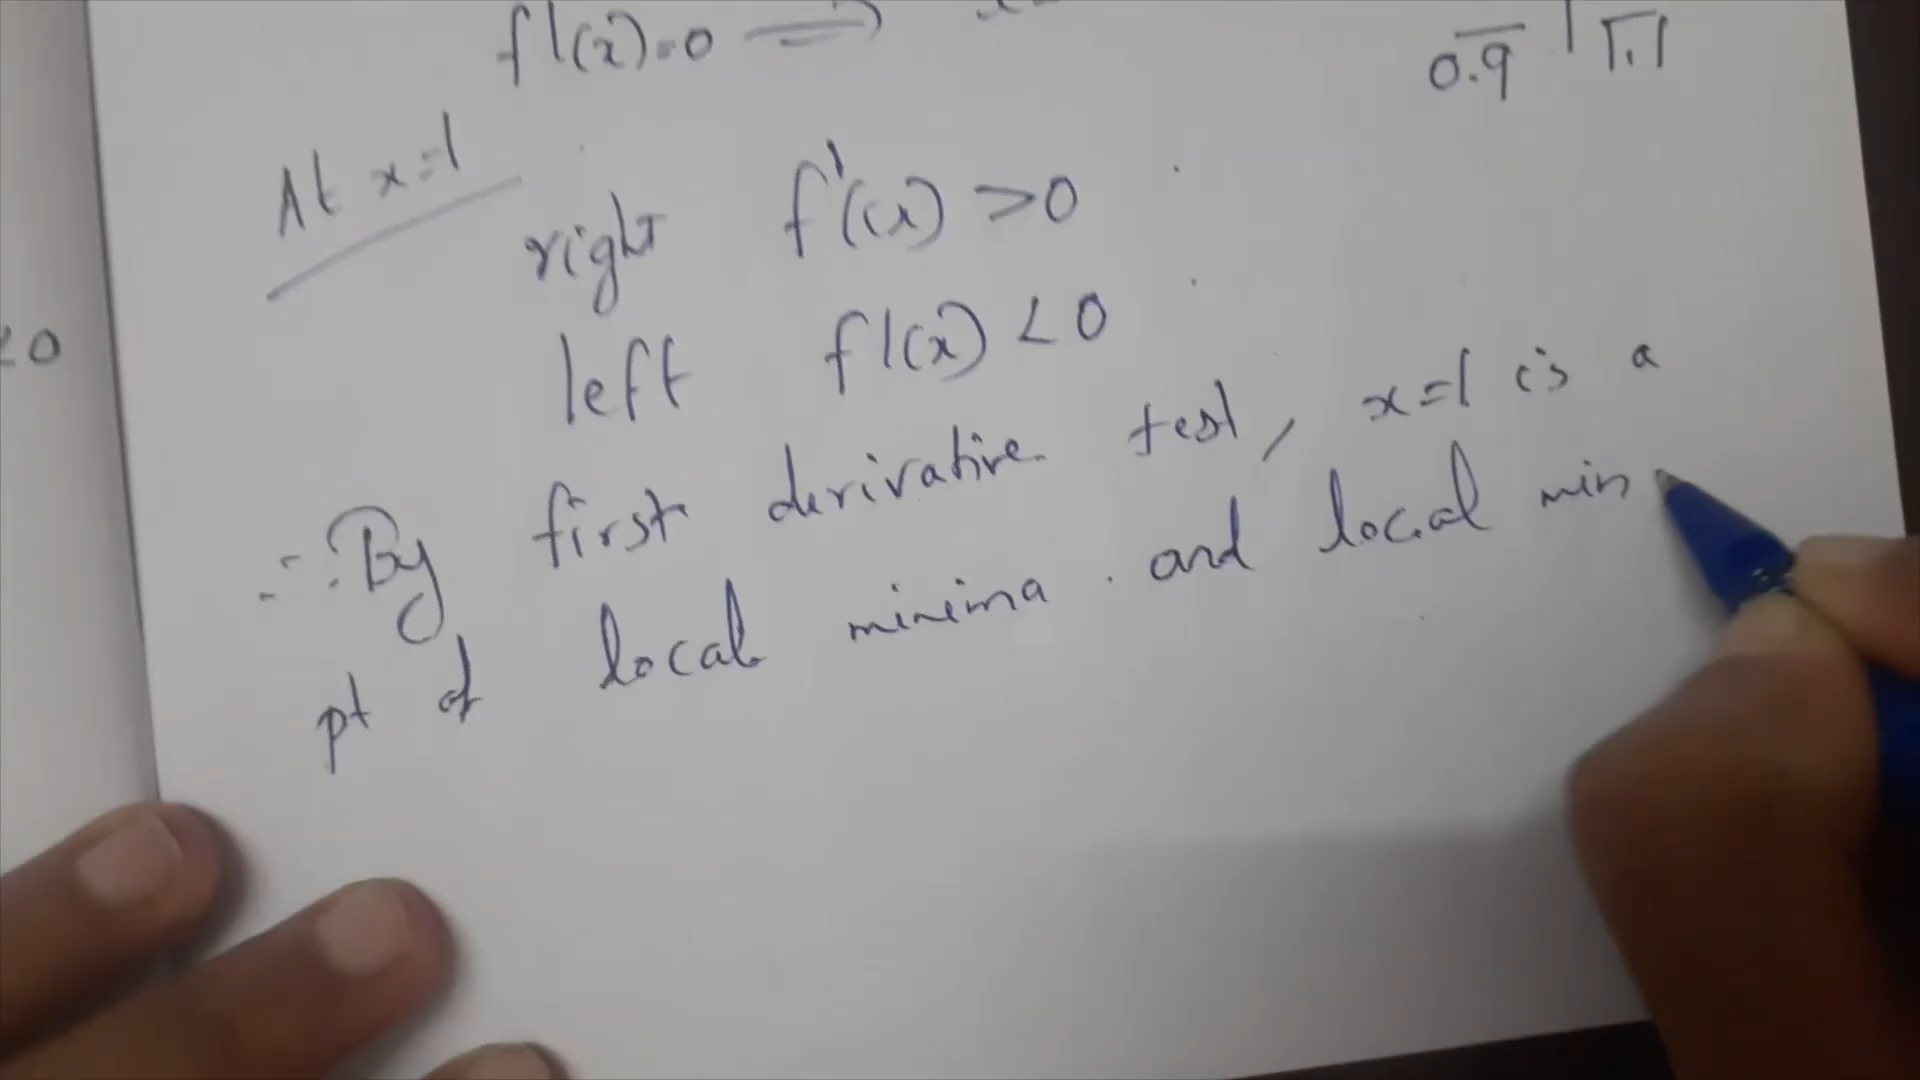 f'(x)=0 ⟹
0.9 | 1.1
At x=1
right f'(x) >0
left f'(x) <0
<0
∴ By first derivative test, x=1 is a
pt of local minima. and local min